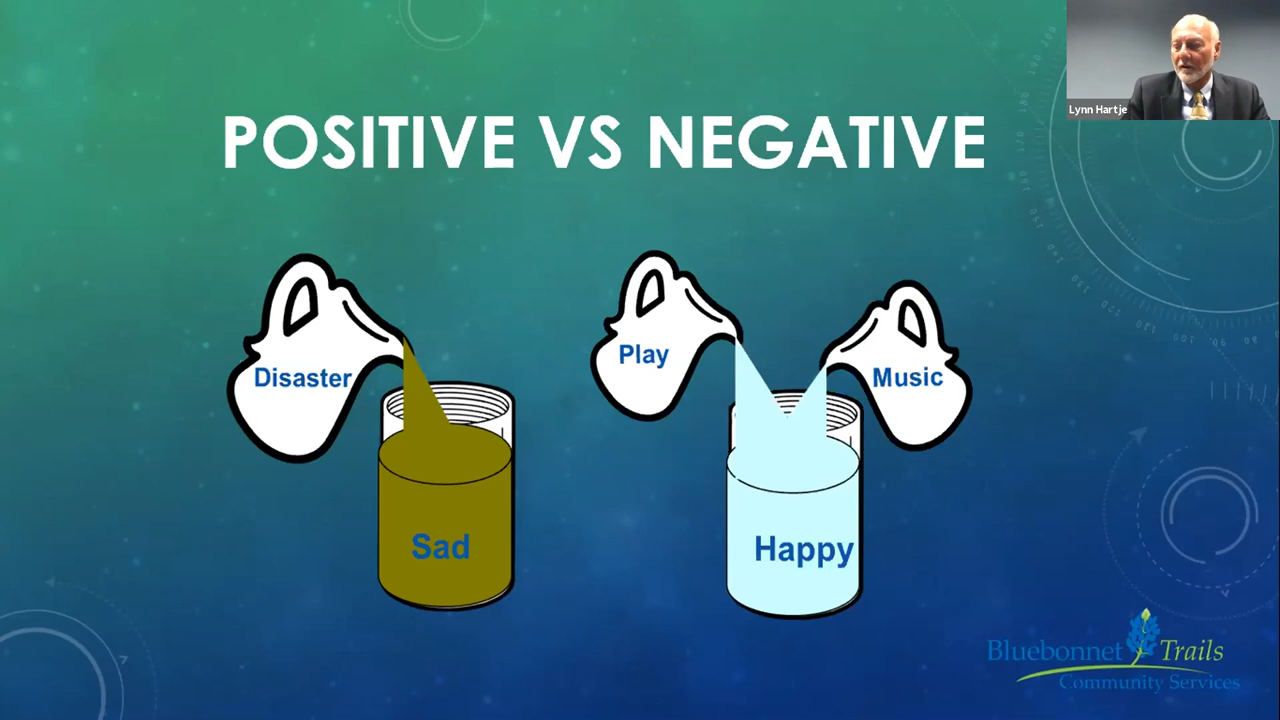 Lynn Hartje
POSITIVE VS NEGATIVE
Disaster
Play
Music
Sad
Happy
Bluebonnet Trails
Community Services